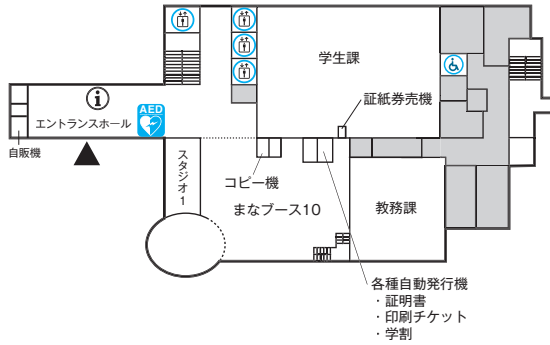 学生課
証紙券売機
i
AED
エントランスホール
自販機
スタジオ1
コピー機
まなブース10
教務課
各種自動発行機
・証明書
・印刷チケット
・学割